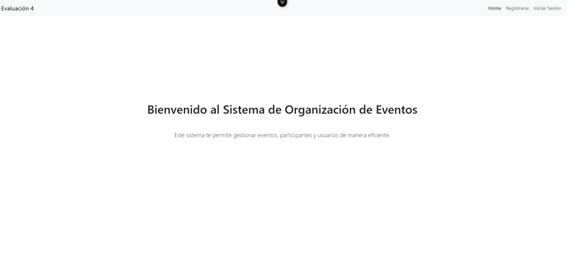 Evaluación 4
Home Registrarse Iniciar Sesión
Bienvenido al Sistema de Organización de Eventos
Este sistema te permite gestionar eventos, participantes y usuarios de manera eficiente.